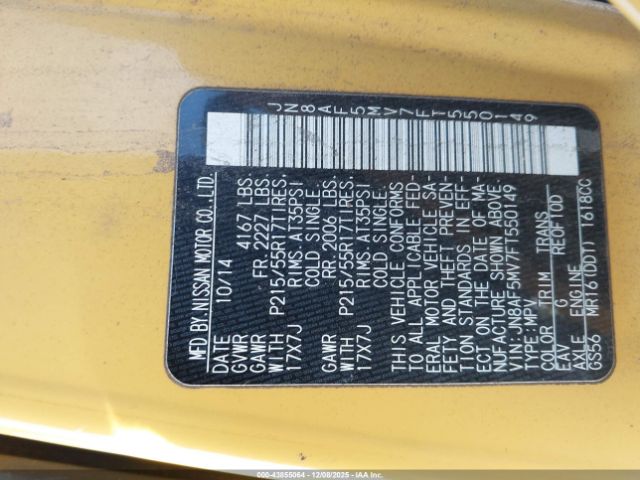 MFD.BY NISSAN MOTOR CO.,LTD.
10/14
GVWR 4167 LBS.
GAWR FR.2227 LBS.
WITH P215/55R17TIRES,
17X7J RIMS.AT35PSI
COLD SINGLE.
GAWR RR.2006 LBS.
WITH P215/55R17TIRES,
17X7J RIMS.AT35PSI
COLD SINGLE.
THIS VEHICLE CONFORMS
TO ALL APPLICABLE FED-
ERAL MOTOR VEHICLE SA-
FETY AND THEFT PREVEN-
TION STANDARDS IN EFF-
ECT ON THE DATE OF MA-
NUFACTURE SHOWN ABOVE.
VIN:JN8AF5MV7FT550149
TYPE:MPV
COLOR TRIM TRANS
EAV G RE0F10D
AXLE ENGINE
GS56 MR16(DDT) 1618CC
JN8AF5MV7FT550149
000-43855064 - 12/08/2025 - IAA Inc.